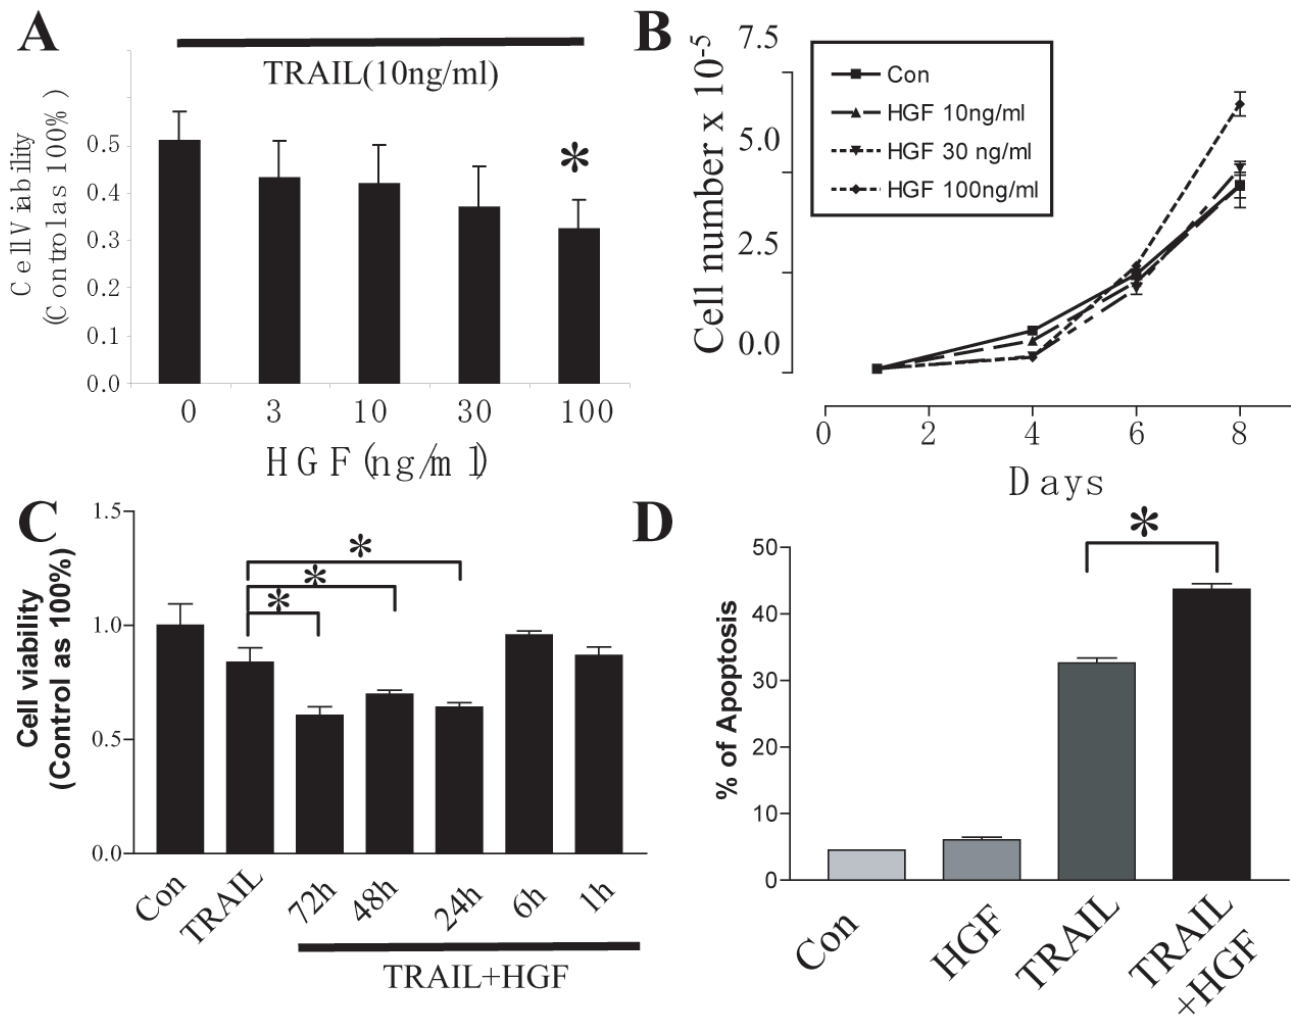 A
TRAIL(10ng/ml)
Cell Viability
(Control as 100%)
0.5
0.4
0.3
0.2
0.1
0.0
*
0 3 10 30 100
HGF (ng/ml)
B
Cell number x 10-5
7.5
5.0
2.5
0.0
Con
HGF 10ng/ml
HGF 30 ng/ml
HGF 100ng/ml
0 2 4 6 8
Days
C
Cell viability
(Control as 100%)
1.5
1.0
0.5
0.0
*
*
*
Con TRAIL 72h 48h 24h 6h 1h
TRAIL+HGF
D
% of Apoptosis
50
40
30
20
10
0
*
Con HGF TRAIL TRAIL
+HGF